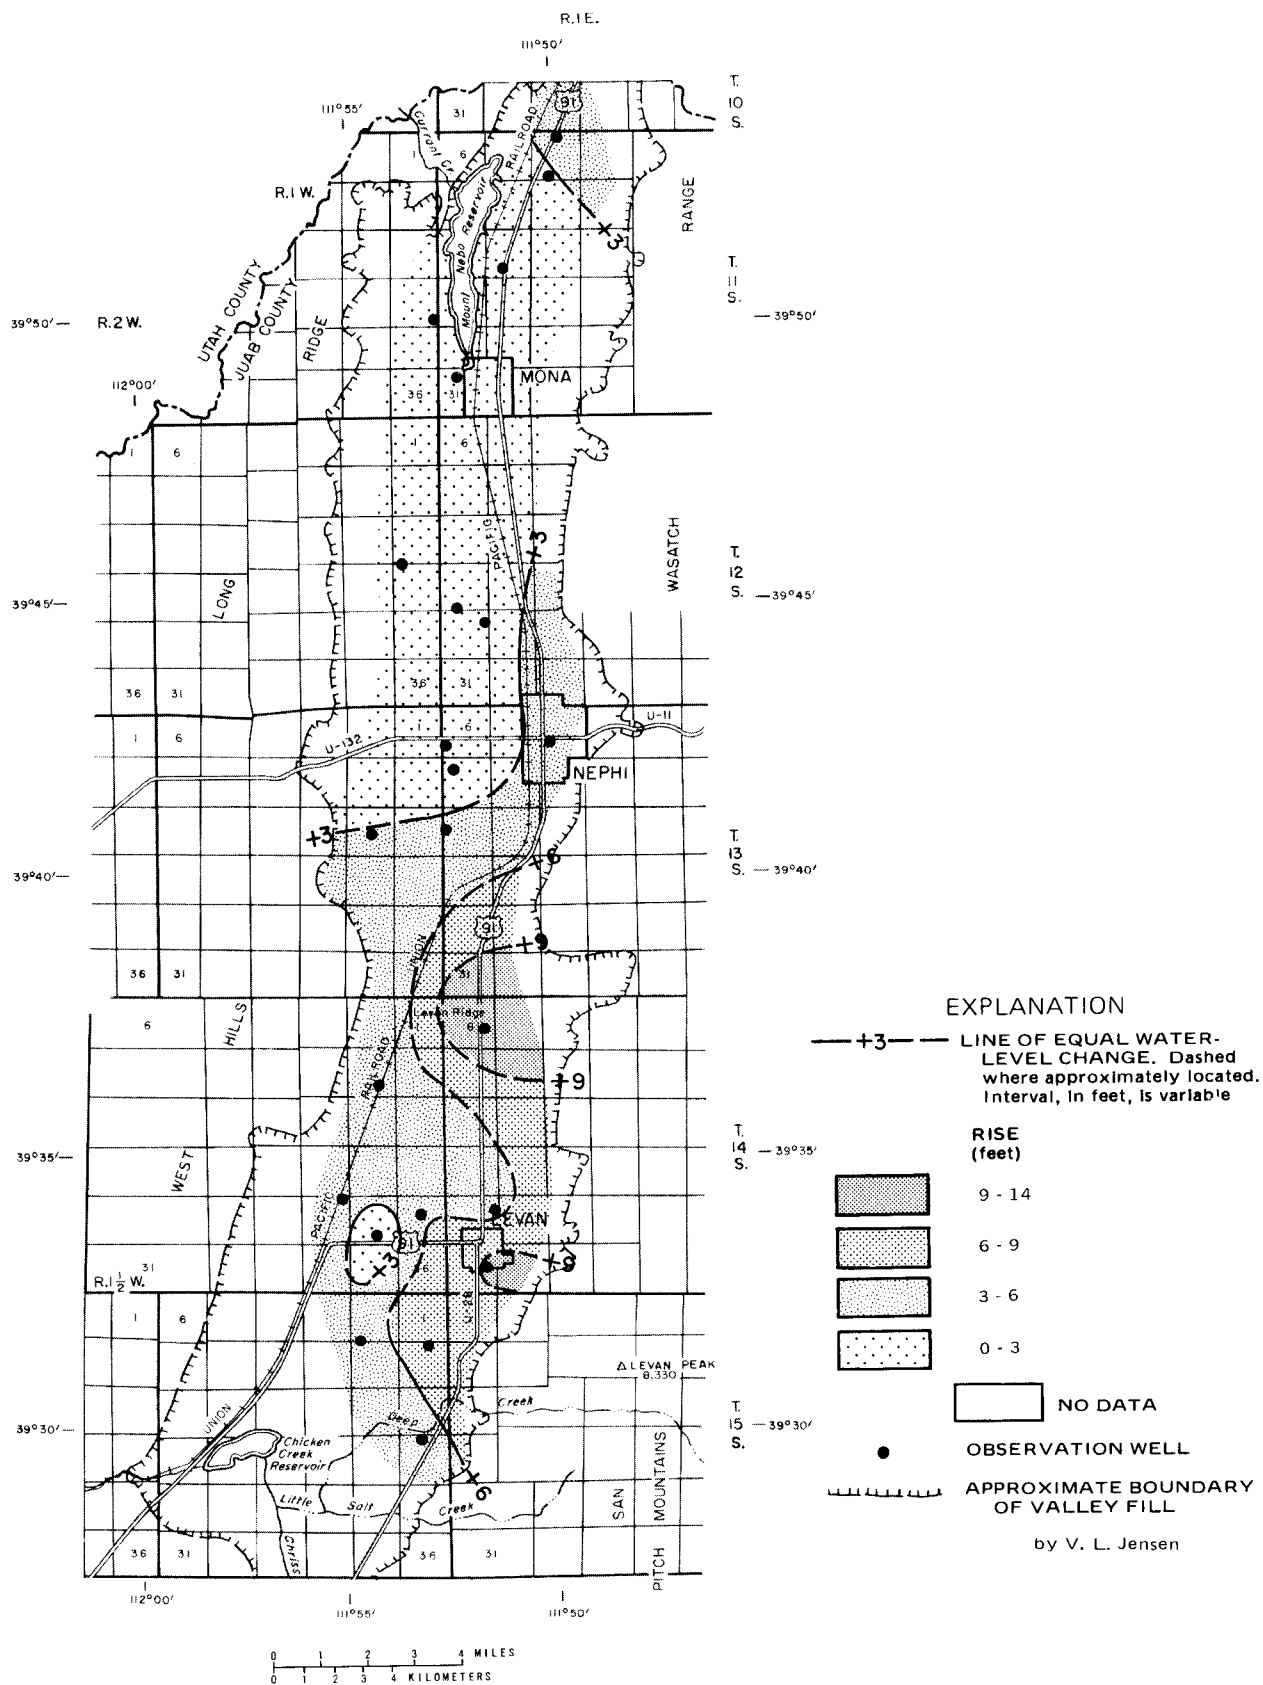 R.1 E.
111°50'
T.
10
S.
91
111°55'
31
Currant Cr.
RAILROAD
1
6
R.1 W.
RANGE
+3
Mount Nebo Reservoir
T.
11
S.
UTAH COUNTY
JUAB COUNTY
39°50'
R.2 W.
RIDGE
39°50'
112°00'
MONA
36
31
1
6
1
6
PACIFIC
+3
WASATCH
T.
12
S.
39°45'
LONG
39°45'
36
31
36
31
1
6
1
6
U-11
U-132
NEPHI
+3
T.
13
S.
+6
39°40'
39°40'
91
UNION
+9
36
31
31
6
Levan Ridge
6
HILLS
RAILROAD
+9
T.
14
S.
39°35'
39°35'
WEST
PACIFIC
LEVAN
91
+3
+9
31
36
R.1 1/2 W.
1
6
1
U-28
LEVAN PEAK
8,330
Creek
Deep
T.
15
S.
39°30'
39°30'
UNION
Chicken
Creek
Reservoir
+6
Little Salt Creek
SAN
PITCH MOUNTAINS
Chriss
36
31
36
31
112°00'
111°55'
111°50'
0 1 2 3 4 MILES
0 1 2 3 4 KILOMETERS
EXPLANATION
+3 LINE OF EQUAL WATER-
LEVEL CHANGE. Dashed
where approximately located.
Interval, in feet, is variable
RISE
(feet)
9 - 14
6 - 9
3 - 6
0 - 3
NO DATA
OBSERVATION WELL
APPROXIMATE BOUNDARY
OF VALLEY FILL
by V. L. Jensen